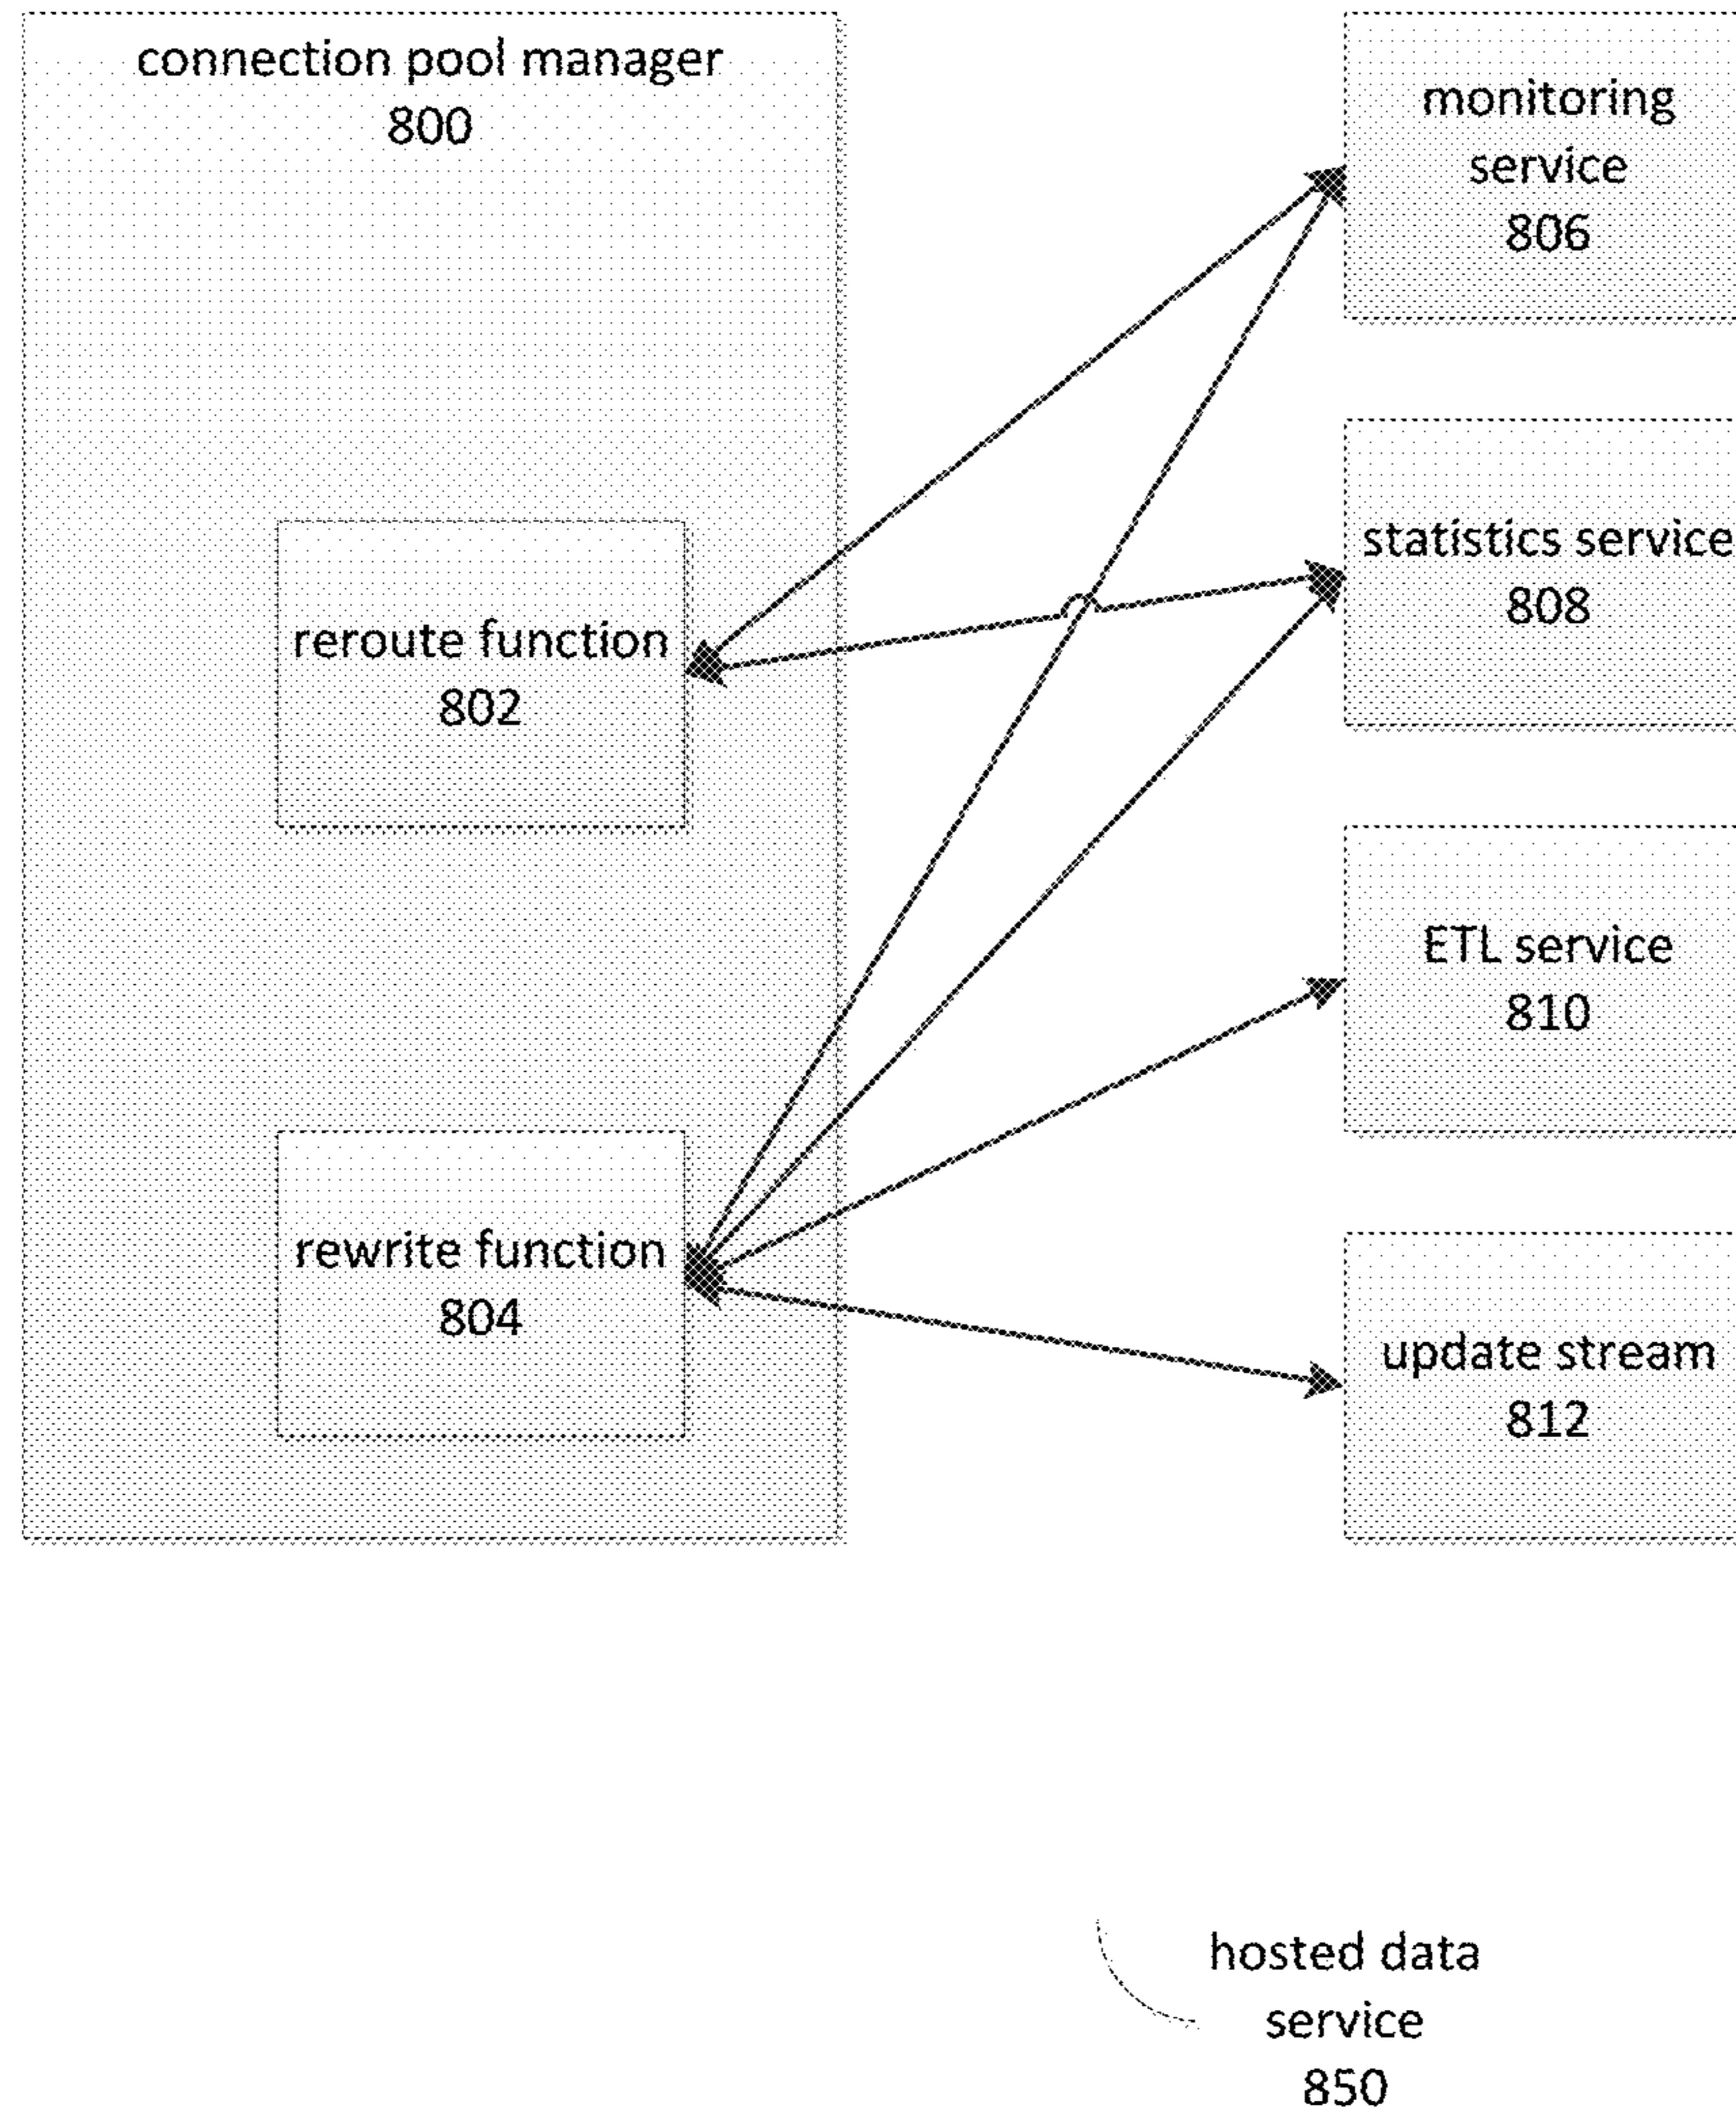 connection pool manager
800
monitoring
service
806
statistics service
808
reroute function
802
ETL service
810
rewrite function
804
update stream
812
hosted data
service
850